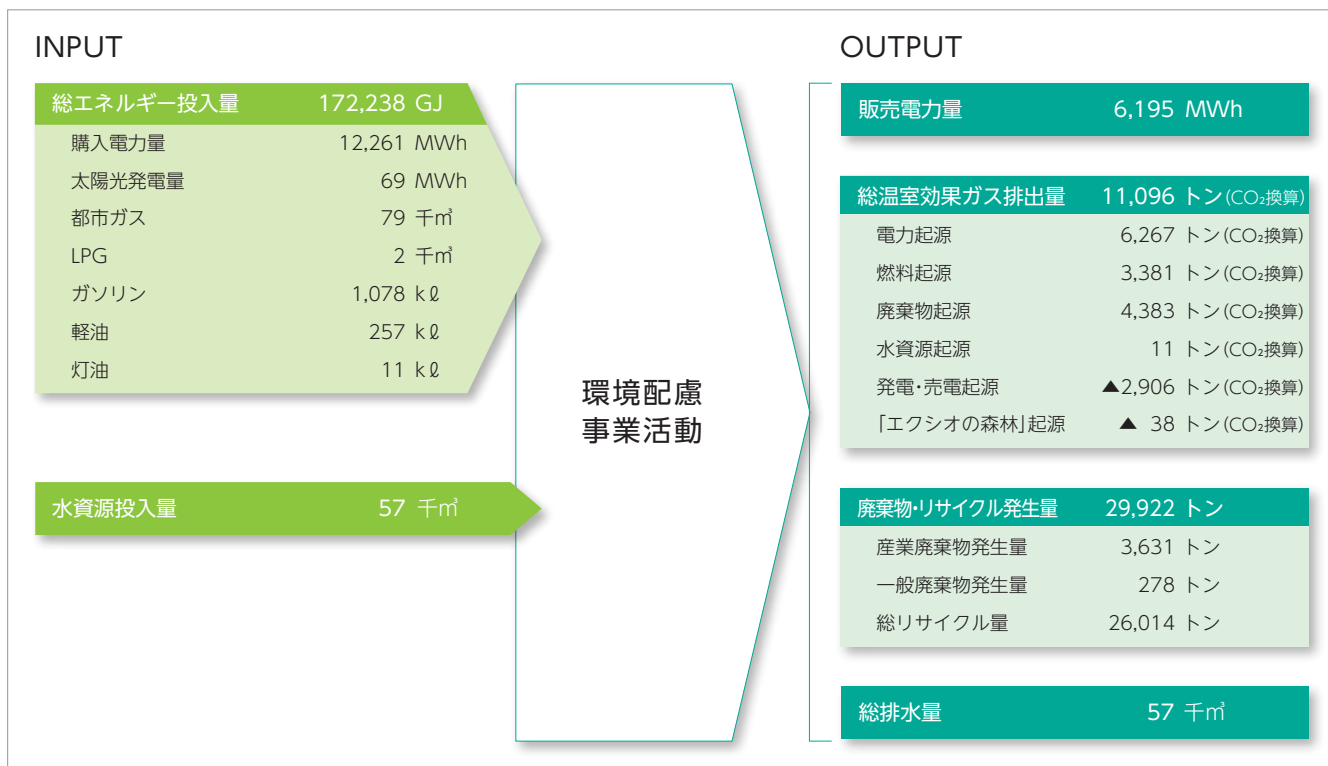 INPUT
総エネルギー投入量 172,238 GJ
購入電力量 12,261 MWh
太陽光発電量 69 MWh
都市ガス 79 千㎥
LPG 2 千㎥
ガソリン 1,078 kℓ
軽油 257 kℓ
灯油 11 kℓ
水資源投入量 57 千㎥
環境配慮
事業活動
OUTPUT
販売電力量 6,195 MWh
総温室効果ガス排出量 11,096 トン(CO₂換算)
電力起源 6,267 トン(CO₂換算)
燃料起源 3,381 トン(CO₂換算)
廃棄物起源 4,383 トン(CO₂換算)
水資源起源 11 トン(CO₂換算)
発電・売電起源 ▲2,906 トン(CO₂換算)
「エクシオの森林」起源 ▲ 38 トン(CO₂換算)
廃棄物・リサイクル発生量 29,922 トン
産業廃棄物発生量 3,631 トン
一般廃棄物発生量 278 トン
総リサイクル量 26,014 トン
総排水量 57 千㎥